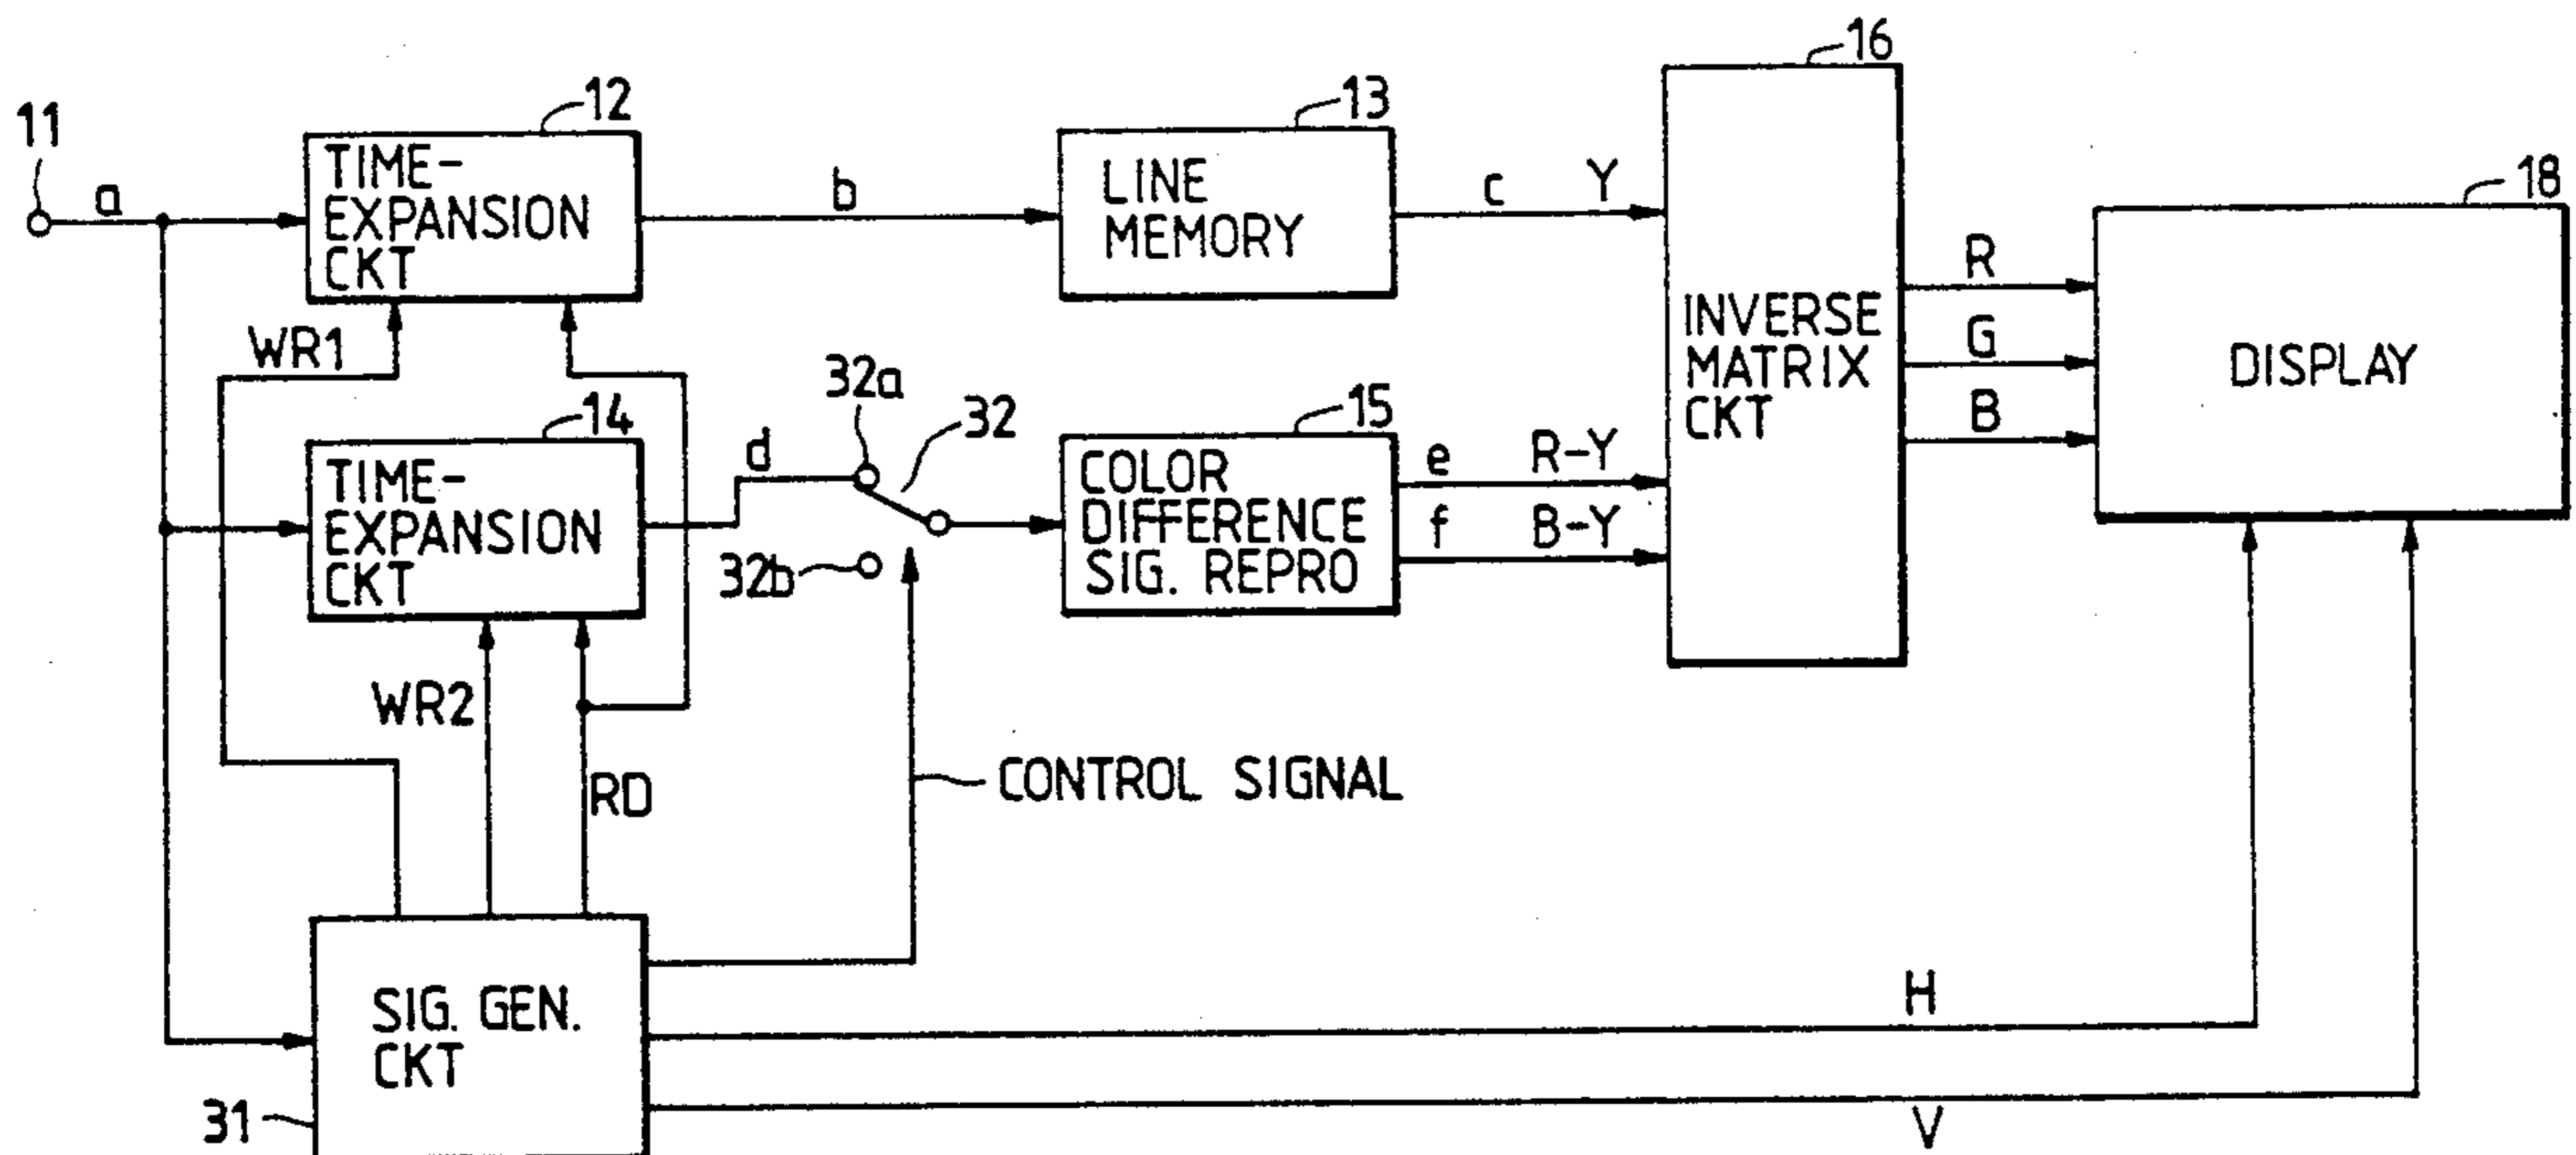 16
12
13
11
TIME-
EXPANSION
CKT
a
b
LINE
MEMORY
c
Y
18
R
G
B
INVERSE
MATRIX
CKT
DISPLAY
WR1
32a
32
14
15
TIME-
EXPANSION
CKT
d
COLOR
DIFFERENCE
SIG. REPRO
e
R-Y
f
B-Y
32b
WR2
RD
CONTROL SIGNAL
SIG. GEN.
CKT
H
31
V